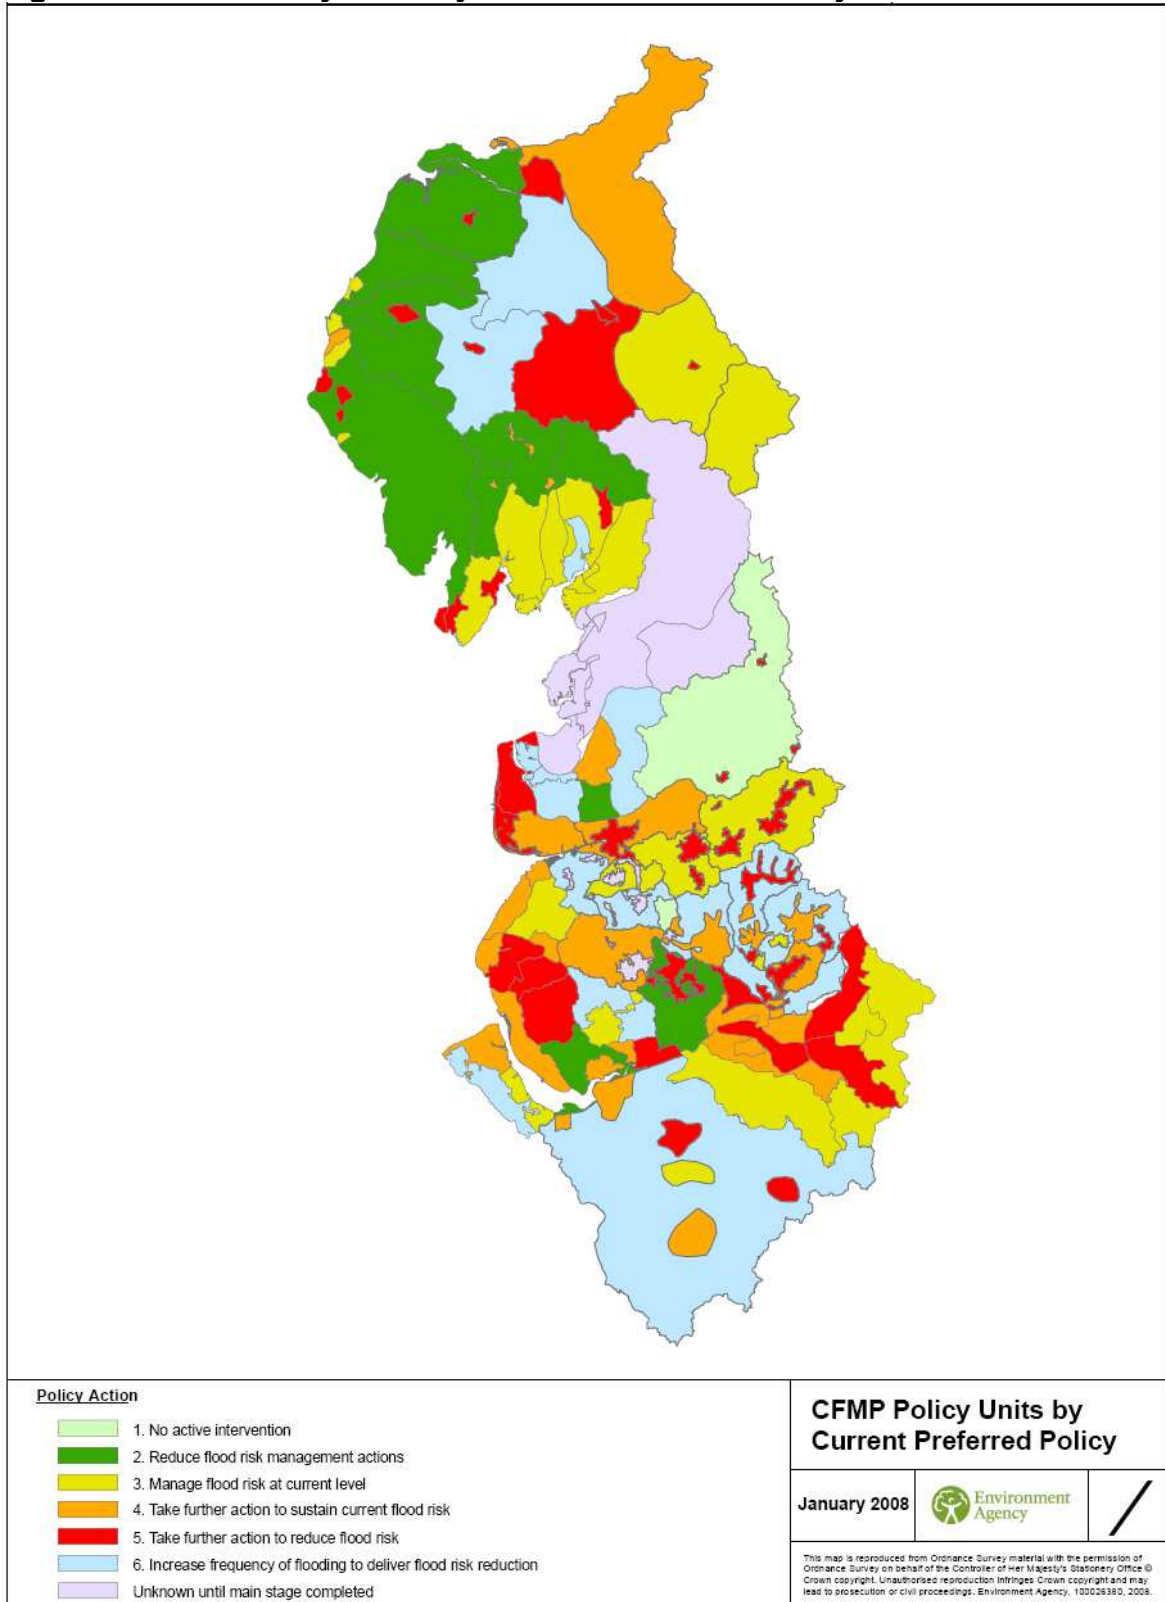 Policy Action
1. No active intervention
2. Reduce flood risk management actions
3. Manage flood risk at current level
4. Take further action to sustain current flood risk
5. Take further action to reduce flood risk
6. Increase frequency of flooding to deliver flood risk reduction
Unknown until main stage completed
CFMP Policy Units by
Current Preferred Policy
January 2008
Environment
Agency
This map is reproduced from Ordnance Survey material with the permission of
Ordnance Survey on behalf of the Controller of Her Majesty's Stationery Office ©
Crown copyright. Unauthorised reproduction infringes Crown copyright and may
lead to prosecution or civil proceedings. Environment Agency, 100026380, 2008.